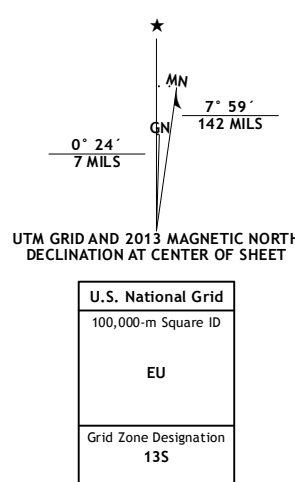 ★
MN
7° 59´
142 MILS
GN
0° 24´
7 MILS
UTM GRID AND 2013 MAGNETIC NORTH
DECLINATION AT CENTER OF SHEET
U.S. National Grid
100,000-m Square ID
EU
Grid Zone Designation
13S